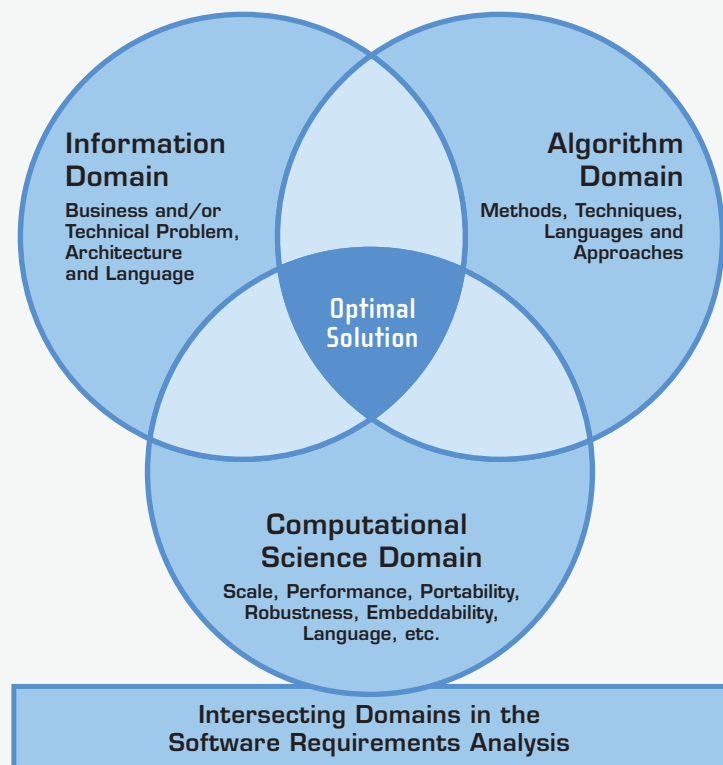 Information
Domain
Business and/or
Technical Problem,
Architecture
and Language
Algorithm
Domain
Methods, Techniques,
Languages and
Approaches
Optimal
Solution
Computational
Science Domain
Scale, Performance, Portability,
Robustness, Embeddability,
Language, etc.
Intersecting Domains in the
Software Requirements Analysis